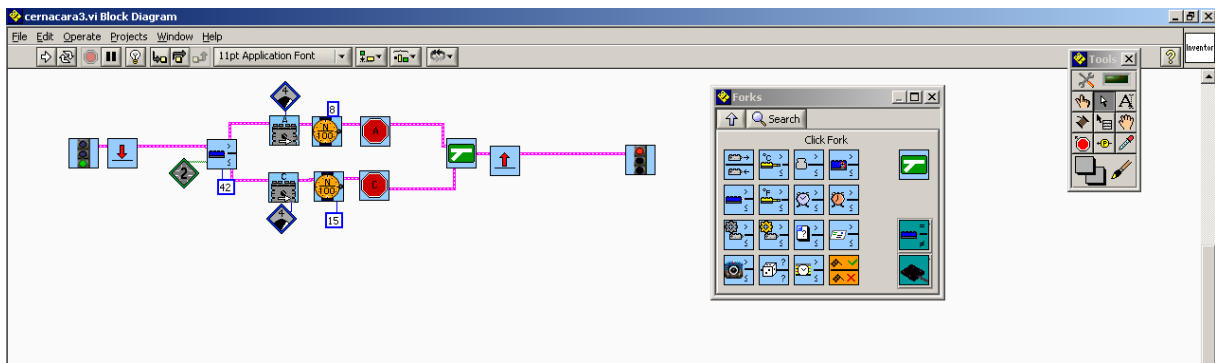 cernacara3.vi Block Diagram
File Edit Operate Projects Window Help
11pt Application Font
Inventor
Tools
4
A
8
N
100
A
2
42
>
≤
C
N
100
C
4
15
Forks
Search
Click Fork
°C
°F
A
P